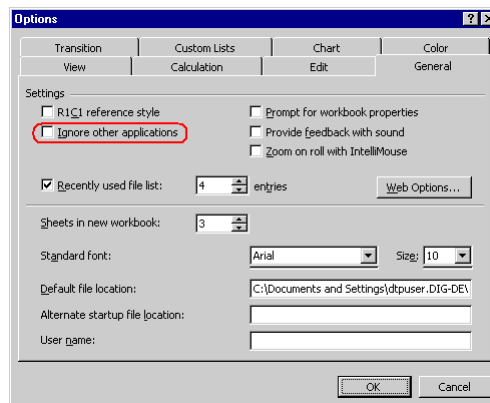 Options
Transition Custom Lists Chart Color
View Calculation Edit General
Settings
R1C1 reference style Prompt for workbook properties
Ignore other applications Provide feedback with sound
Zoom on roll with IntelliMouse
Recently used file list: 4 entries Web Options...
Sheets in new workbook: 3
Standard font: Arial Size: 10
Default file location: C:\Documents and Settings\dtpuser.DIG-DE\
Alternate startup file location:
User name:
OK Cancel